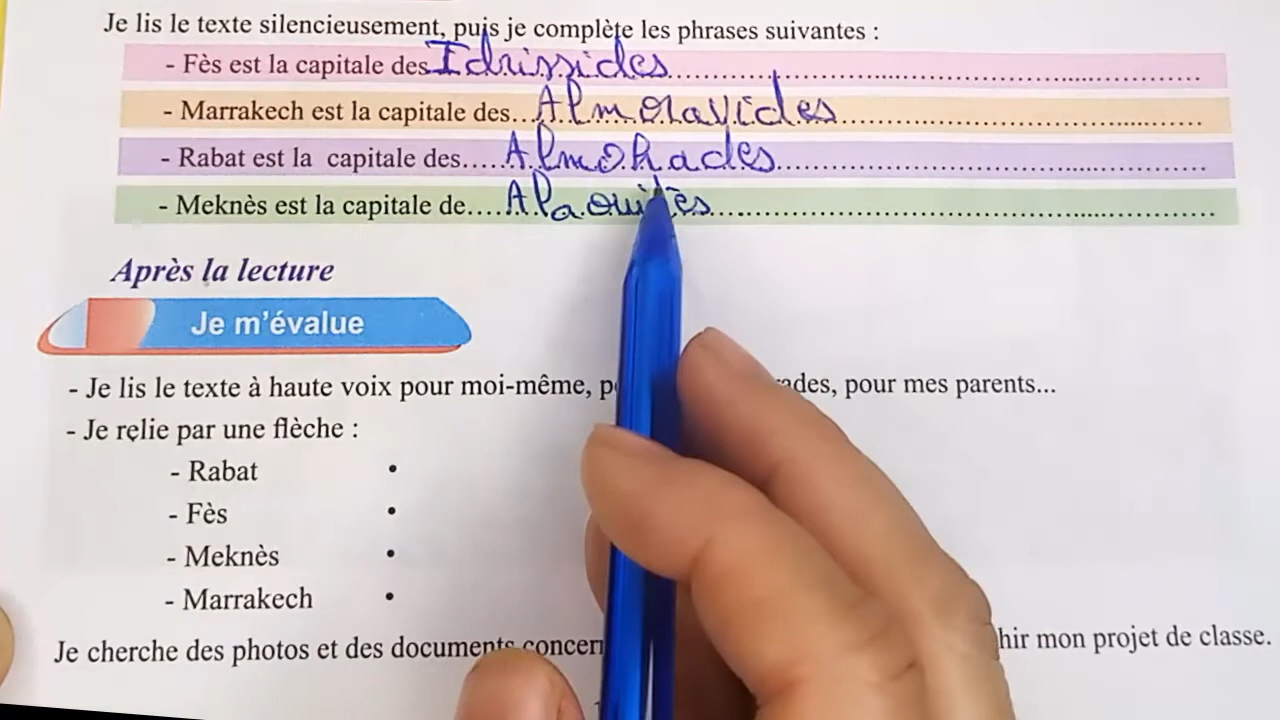 Je lis le texte silencieusement, puis je complète les phrases suivantes :
- Fès est la capitale des Idrissides
- Marrakech est la capitale des... Almoravides
- Rabat est la capitale des..... Almohades
- Meknès est la capitale de.... Alaouites
Après la lecture
Je m'évalue
- Je lis le texte à haute voix pour moi-même, pour mes parents...
- Je relie par une flèche :
- Rabat •
- Fès •
- Meknès •
- Marrakech •
Je cherche des photos et des documents mon projet de classe.